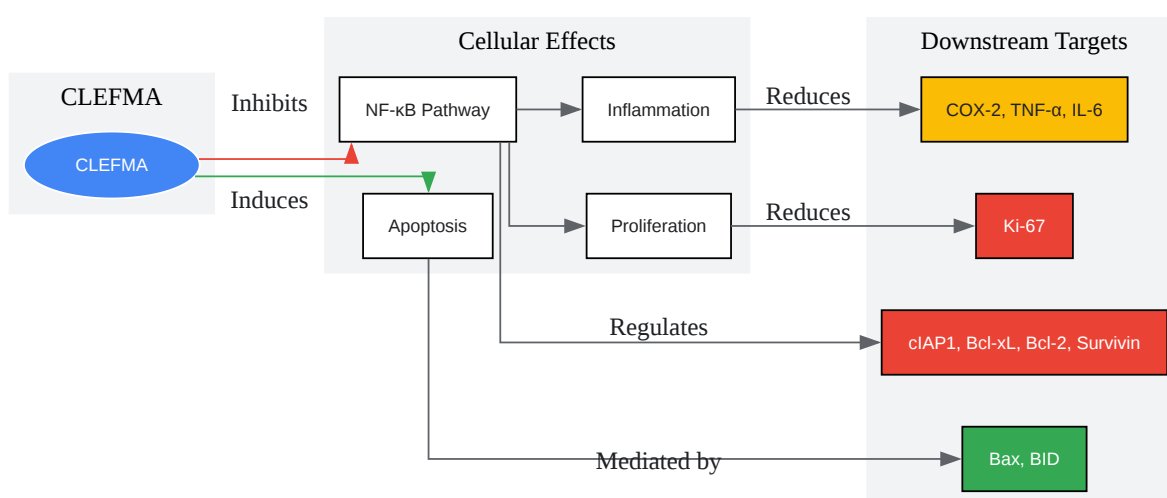 Cellular Effects
Downstream Targets
CLEFMA
Inhibits
NF-κB Pathway
Inflammation
Reduces
COX-2, TNF-α, IL-6
CLEFMA
Induces
Apoptosis
Proliferation
Reduces
Ki-67
Regulates
cIAP1, Bcl-xL, Bcl-2, Survivin
Mediated by
Bax, BID